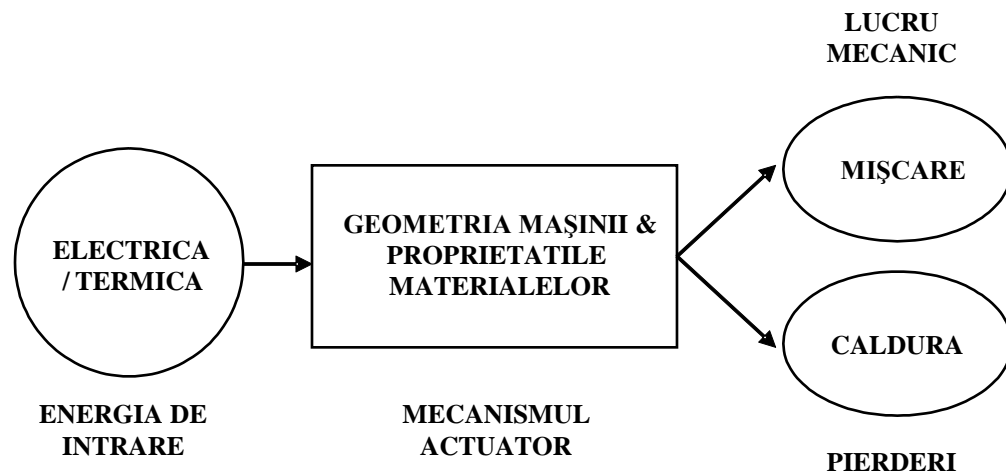 LUCRU
MECANIC
MIŞCARE
GEOMETRIA MAŞINII &
PROPRIETATILE
MATERIALELOR
ELECTRICA
/ TERMICA
CALDURA
ENERGIA DE
INTRARE
MECANISMUL
ACTUATOR
PIERDERI